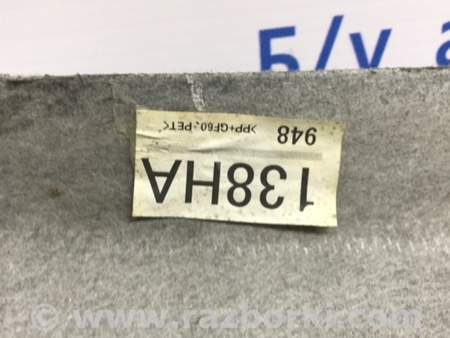 Б/у а
138HA
948
>PP+GF60,-PET<
© www.razborki.com